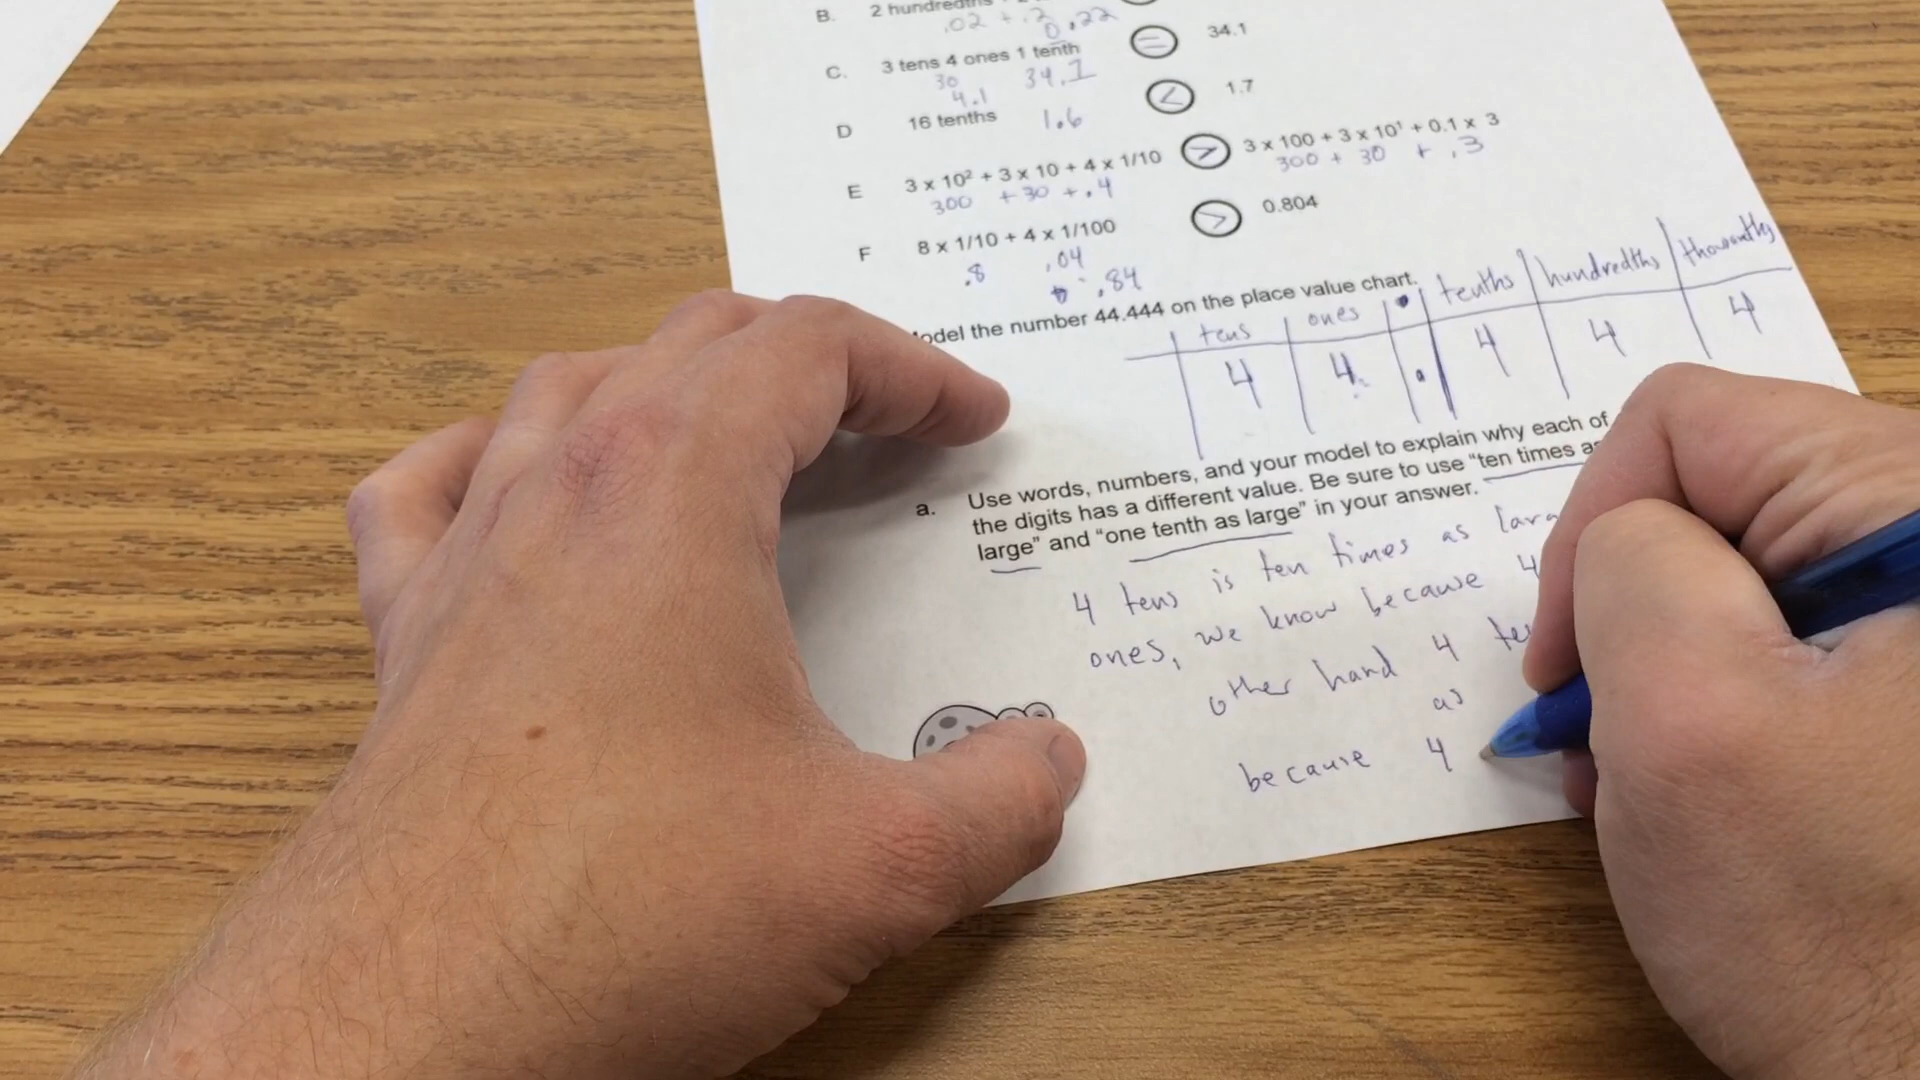 B. 2 hundredths
.02 + .2
0.22
C. 3 tens 4 ones 1 tenth = 34.1
30 34.1
4.1
D 16 tenths < 1.7
1.6
E 3 x 10² + 3 x 10 + 4 x 1/10 > 3 x 100 + 3 x 10¹ + 0.1 x 3
300 + 30 + .4 300 + 30 + .3
F 8 x 1/10 + 4 x 1/100 > 0.804
.8 .04
.84
the number 44.444 on the place value chart.
tens ones . tenths hundredths thousandths
4 4 . 4 4 4
a. Use words, numbers, and your model to explain why each of
the digits has a different value. Be sure to use "ten times as
large" and "one tenth as large" in your answer.
4 tens is ten times as
ones, we know because 4
other hand 4
as
because 4